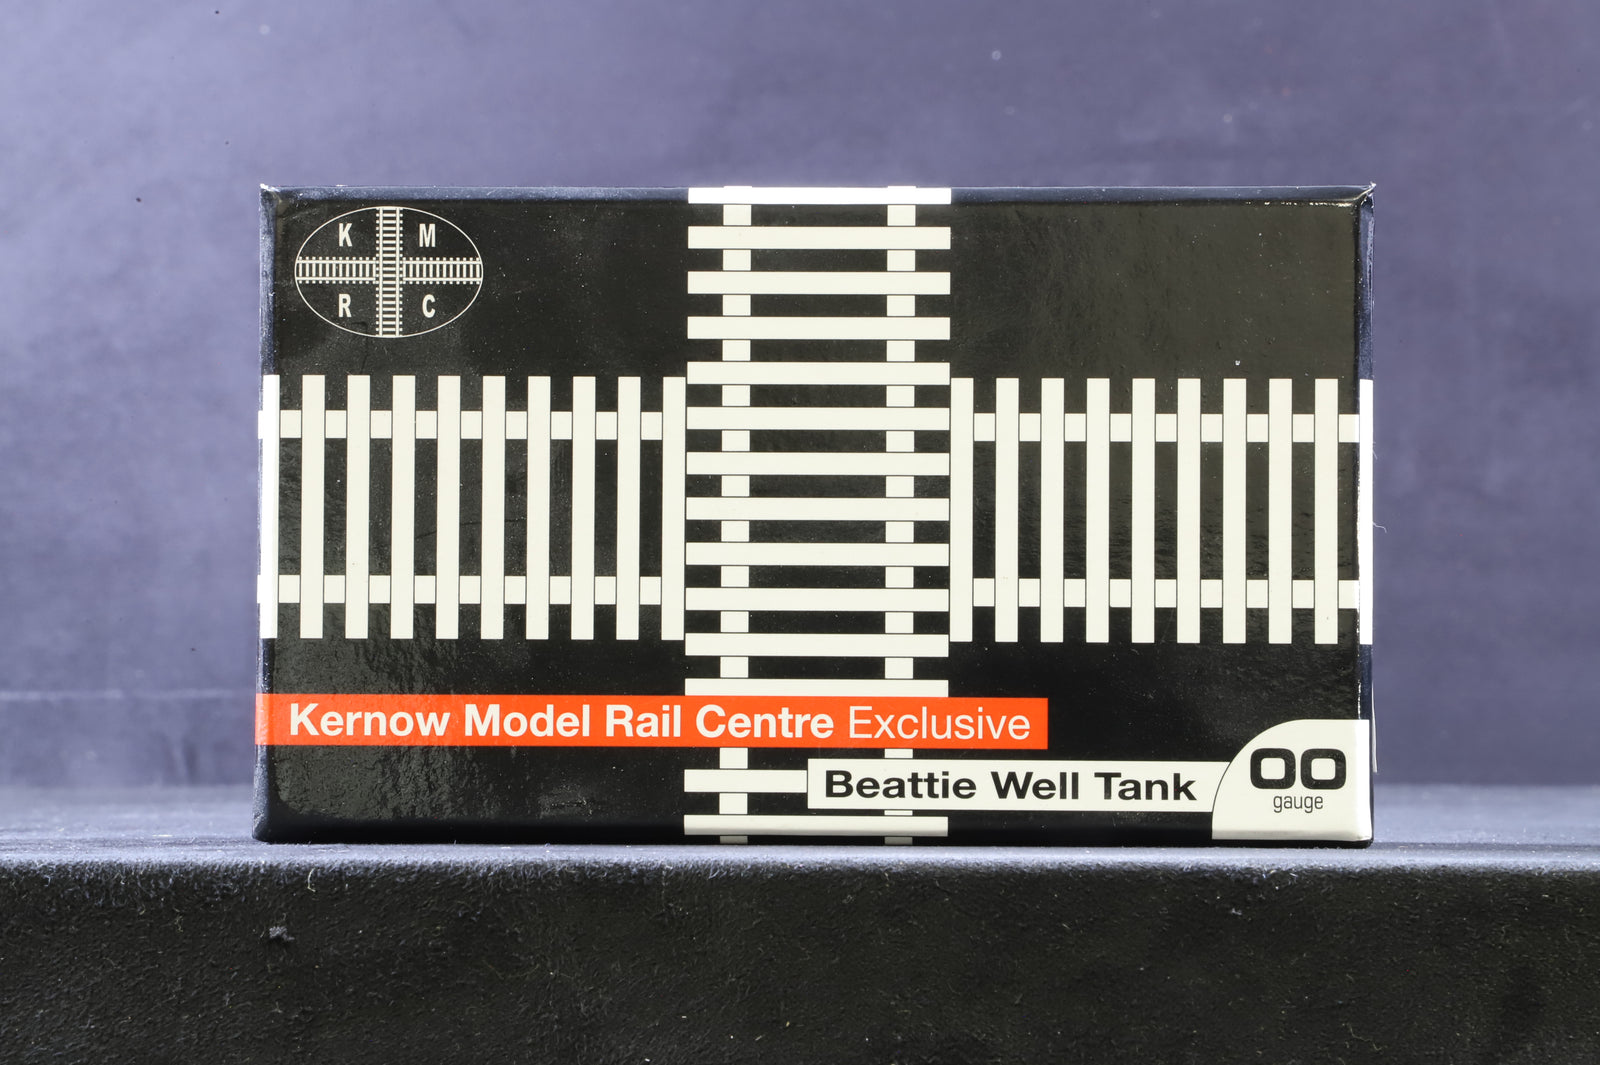 K M
R C
Kernow Model Rail Centre Exclusive
Beattie Well Tank
OO
gauge